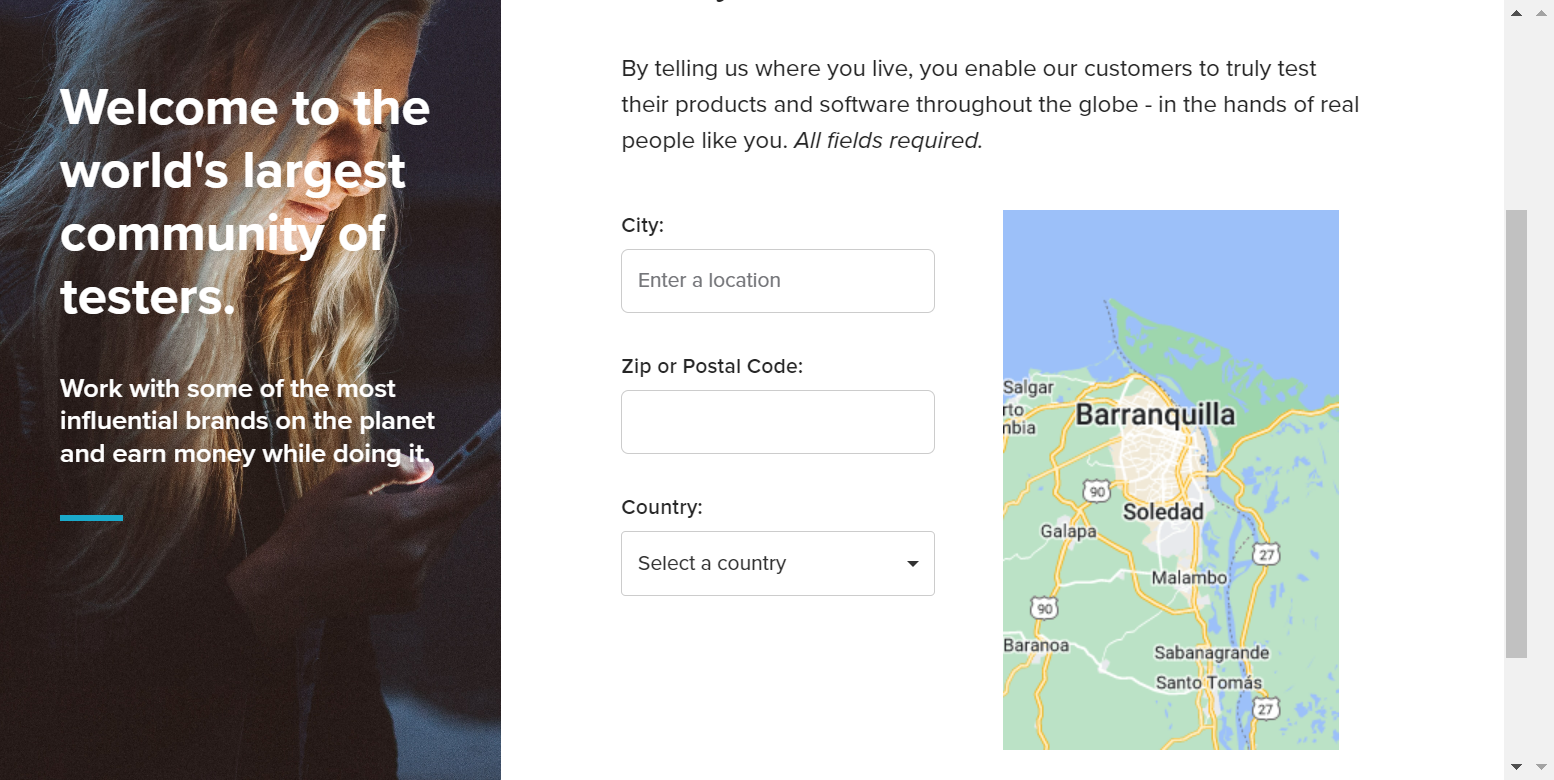 Welcome to the
world's largest
community of
testers.
Work with some of the most
influential brands on the planet
and earn money while doing it.
By telling us where you live, you enable our customers to truly test
their products and software throughout the globe - in the hands of real
people like you. All fields required.
City:
Enter a location
Zip or Postal Code:
Country:
Select a country
Salgar
rto
nbia
Barranquilla
90
Soledad
Galapa
27
Malambo
90
Baranoa
Sabanagrande
Santo Tomás
27